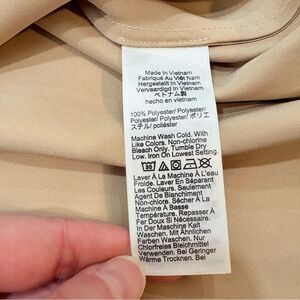 Made In Vietnam
Fabriqué Au Viêt Nam
Hergestellt in Vietnam
Vervaardigd In Vietnam
ベトナム製
hecho en vietnam
100% Polyester/ Polyester/
Polyester/ Polyester/ ポリエ
ステル/ poliéster
Machine Wash Cold. With
Like Colors. Non-chlorine
Bleach Only. Tumble Dry
Low. Iron On Lowest Setting.
Laver À La Machine À L'eau
Froide. Laver En Séparant
Les Couleurs. Seulement
Agent De Blanchiment
Non-chlore. Sécher À La
Machine À Basse
Température. Repasser À
Fer Doux Si Nécessaire.
In Der Maschine Kalt
Waschen. Mit Ähnlichen
Farben Waschen. Nur
Chlorfreies Bleichmittel
Verwenden. Bei Geringer
Wärme Trocknen. Bei